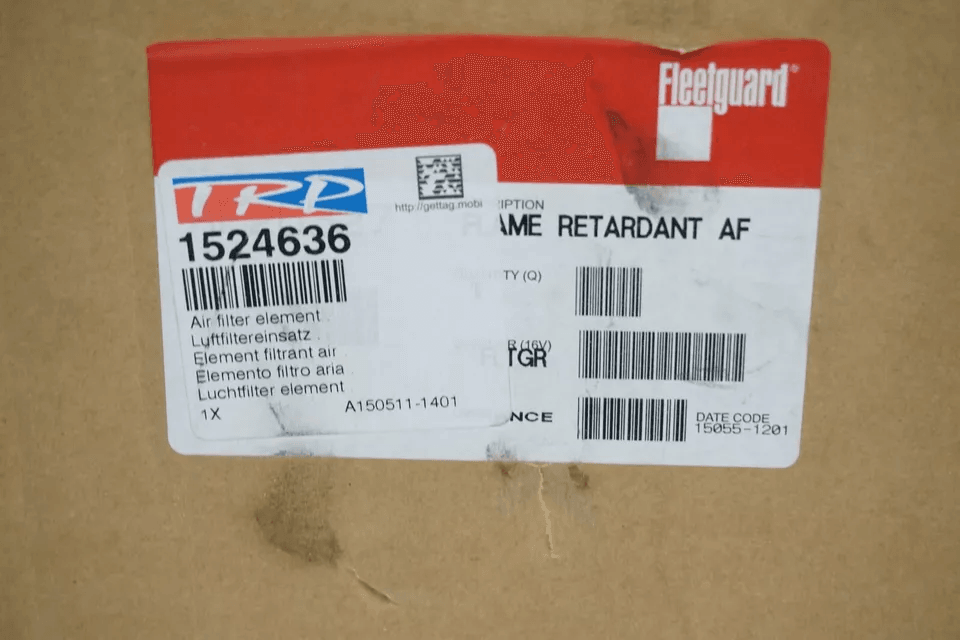 Fleetguard
TRP
http://gettag.mobi
1524636
Air filter element
Luftfiltereinsatz
Element filtrant air
Elemento filtro aria
Luchtfilter element
1X
A150511-1401
IPTION
AME RETARDANT AF
TY (Q)
R (16V)
TGR
NCE
DATE CODE
15055-1201